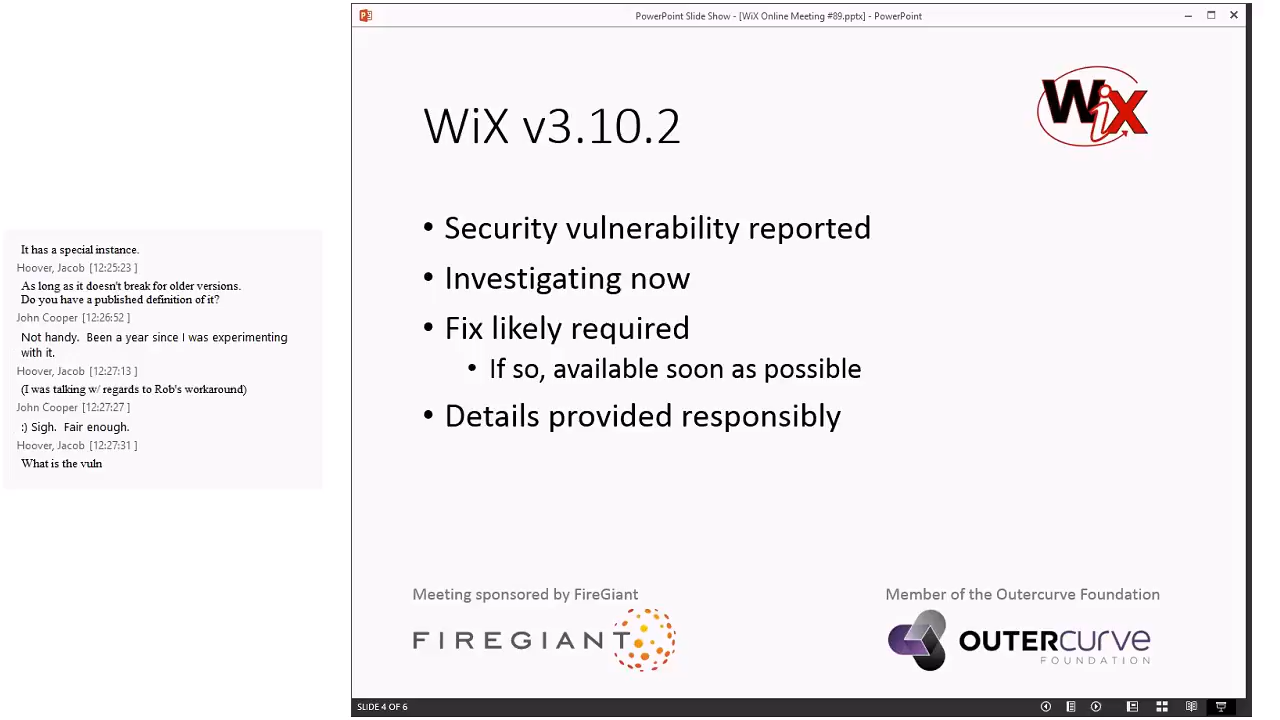 It has a special instance.
Hoover, Jacob [12:25:23 ]
As long as it doesn't break for older versions.
Do you have a published definition of it?
John Cooper [12:26:52 ]
Not handy. Been a year since I was experimenting
with it.
Hoover, Jacob [12:27:13 ]
(I was talking w/ regards to Rob's workaround)
John Cooper [12:27:27 ]
:) Sigh. Fair enough.
Hoover, Jacob [12:27:31 ]
What is the vuln
PowerPoint Slide Show - [WiX Online Meeting #89.pptx] - PowerPoint
WiX v3.10.2
WiX
• Security vulnerability reported
• Investigating now
• Fix likely required
• If so, available soon as possible
• Details provided responsibly
Meeting sponsored by FireGiant
FIREGIANT
Member of the Outercurve Foundation
OUTERCURVE
FOUNDATION
SLIDE 4 OF 6